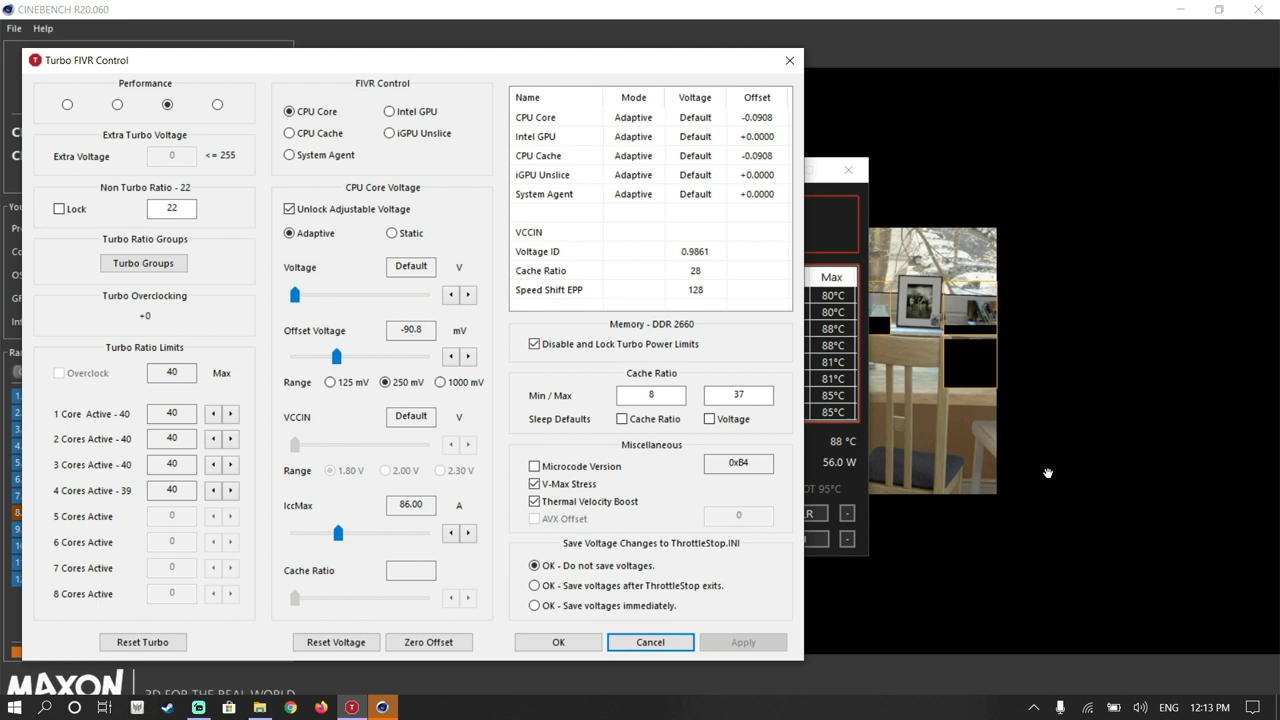 CINEBENCH R20.060
File Help
Turbo FIVR Control
Performance
Extra Turbo Voltage
Extra Voltage 0 <= 255
Non Turbo Ratio - 22
Lock 22
Turbo Ratio Groups
Turbo Groups
Turbo Overclocking
+0
Turbo Ratio Limits
Overclock 40 Max
1 Core Active - 40 40
2 Cores Active - 40 40
3 Cores Active - 40 40
4 Cores Active - 39 40
5 Cores Active 0
6 Cores Active 0
7 Cores Active 0
8 Cores Active 0
Reset Turbo
FIVR Control
CPU Core Intel GPU
CPU Cache iGPU Unslice
System Agent
CPU Core Voltage
Unlock Adjustable Voltage
Adaptive Static
Voltage Default V
Offset Voltage -90.8 mV
Range 125 mV 250 mV 1000 mV
VCCIN Default V
Range 1.80 V 2.00 V 2.30 V
IccMax 86.00 A
Cache Ratio
Reset Voltage Zero Offset
Name Mode Voltage Offset
CPU Core Adaptive Default -0.0908
Intel GPU Adaptive Default +0.0000
CPU Cache Adaptive Default -0.0908
iGPU Unslice Adaptive Default +0.0000
System Agent Adaptive Default +0.0000
VCCIN
Voltage ID 0.9861
Cache Ratio 28
Speed Shift EPP 128
Memory - DDR 2660
Disable and Lock Turbo Power Limits
Cache Ratio
Min / Max 8 37
Sleep Defaults Cache Ratio Voltage
Miscellaneous
Microcode Version 0xB4
V-Max Stress
Thermal Velocity Boost
AVX Offset 0
Save Voltage Changes to ThrottleStop.INI
OK - Do not save voltages.
OK - Save voltages after ThrottleStop exits.
OK - Save voltages immediately.
OK Cancel Apply
Max
80°C
80°C
88°C
88°C
81°C
81°C
85°C
85°C
88 °C
56.0 W
95°C
MAXON
3D FOR THE REAL WORLD
ENG 12:13 PM